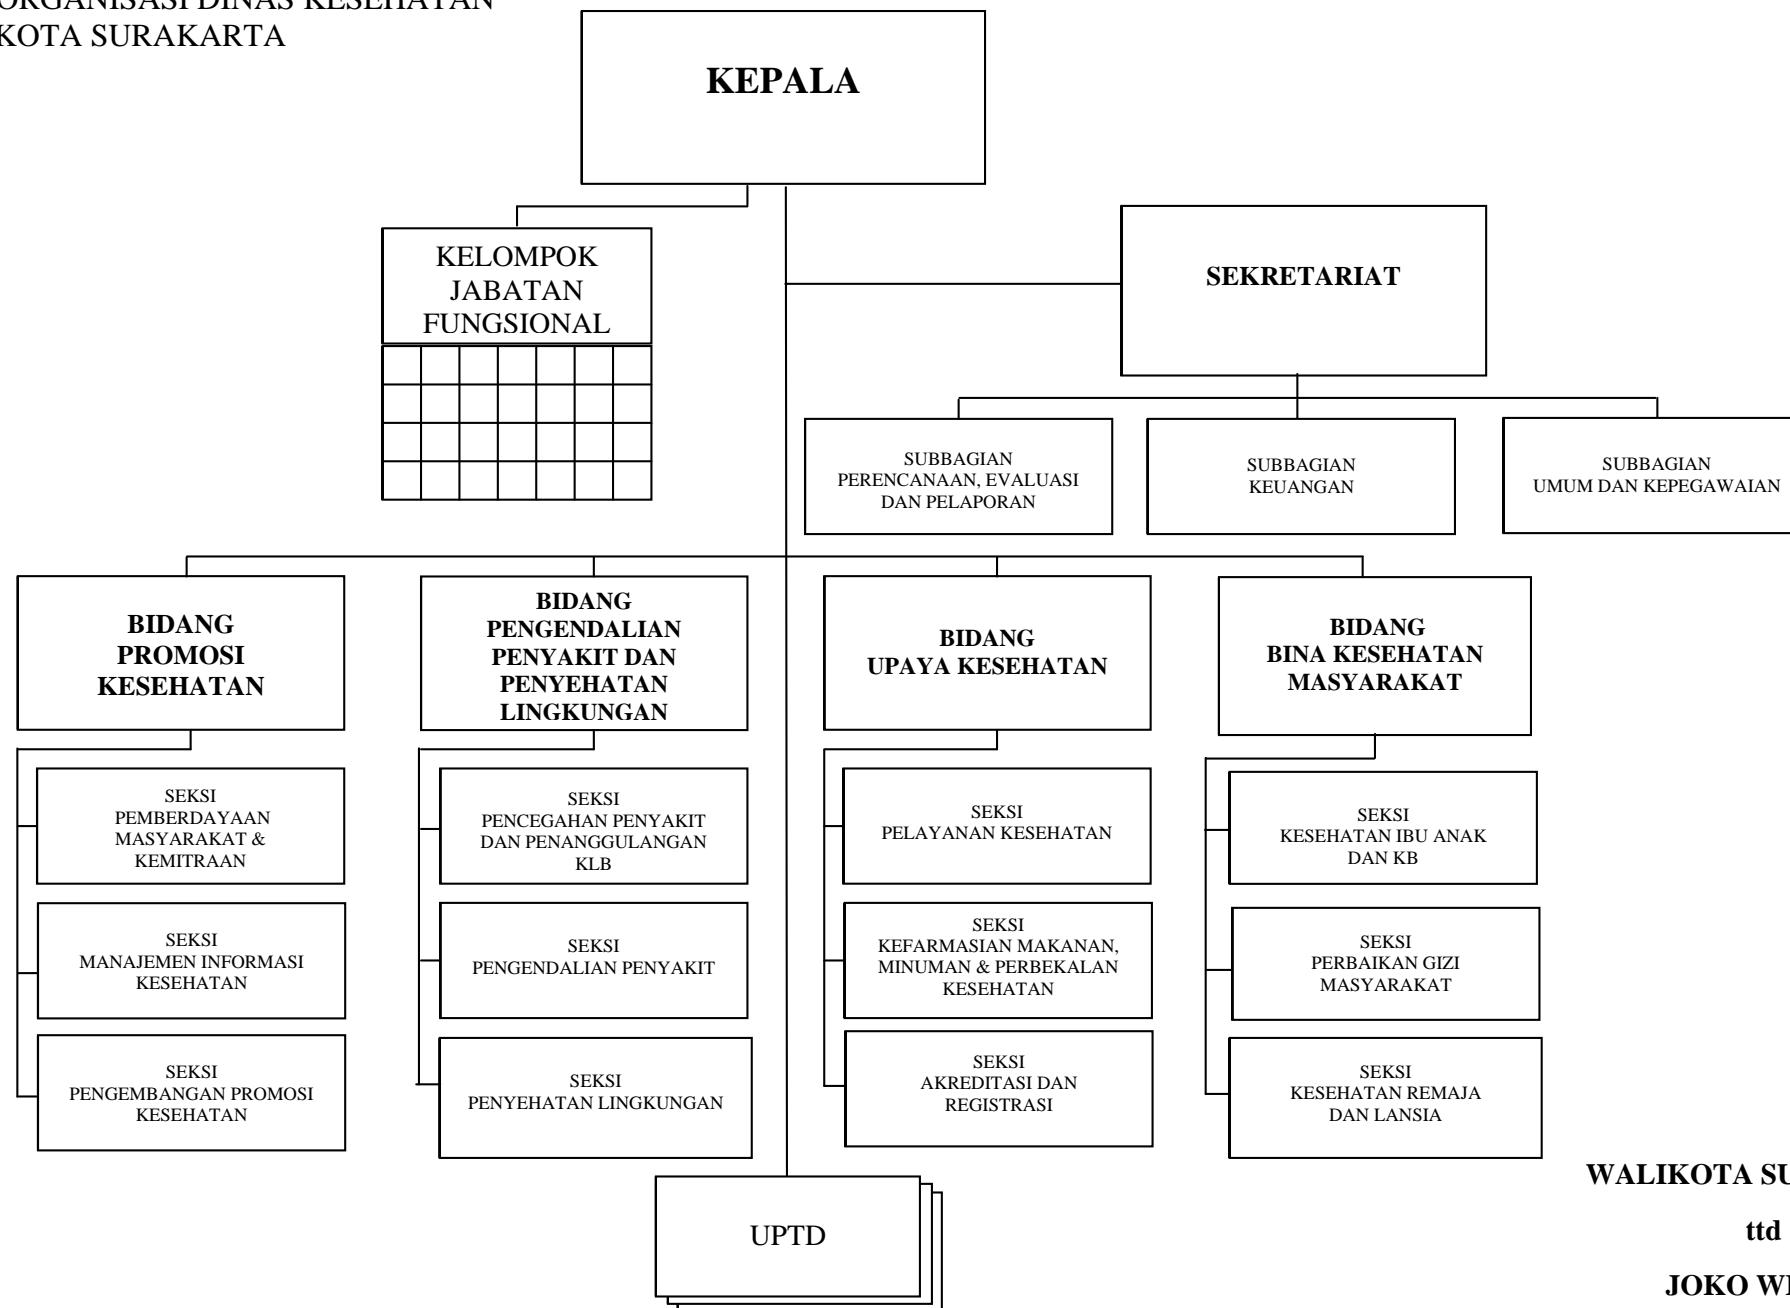 ORGANISASI DINAS KESEHATAN
KOTA SURAKARTA
KEPALA
KELOMPOK
JABATAN
FUNGSIONAL
SEKRETARIAT
SUBBAGIAN
PERENCANAAN, EVALUASI
DAN PELAPORAN
SUBBAGIAN
KEUANGAN
SUBBAGIAN
UMUM DAN KEPEGAWAIAN
BIDANG
PROMOSI
KESEHATAN
BIDANG
PENGENDALIAN
PENYAKIT DAN
PENYEHATAN
LINGKUNGAN
BIDANG
UPAYA KESEHATAN
BIDANG
BINA KESEHATAN
MASYARAKAT
SEKSI
PEMBERDAYAAN
MASYARAKAT &
KEMITRAAN
SEKSI
MANAJEMEN INFORMASI
KESEHATAN
SEKSI
PENGEMBANGAN PROMOSI
KESEHATAN
SEKSI
PENCEGAHAN PENYAKIT
DAN PENANGGULANGAN
KLB
SEKSI
PENGENDALIAN PENYAKIT
SEKSI
PENYEHATAN LINGKUNGAN
SEKSI
PELAYANAN KESEHATAN
SEKSI
KEFARMASIAN MAKANAN,
MINUMAN & PERBEKALAN
KESEHATAN
SEKSI
AKREDITASI DAN
REGISTRASI
SEKSI
KESEHATAN IBU ANAK
DAN KB
SEKSI
PERBAIKAN GIZI
MASYARAKAT
SEKSI
KESEHATAN REMAJA
DAN LANSIA
UPTD
WALIKOTA
ttd
JOKO